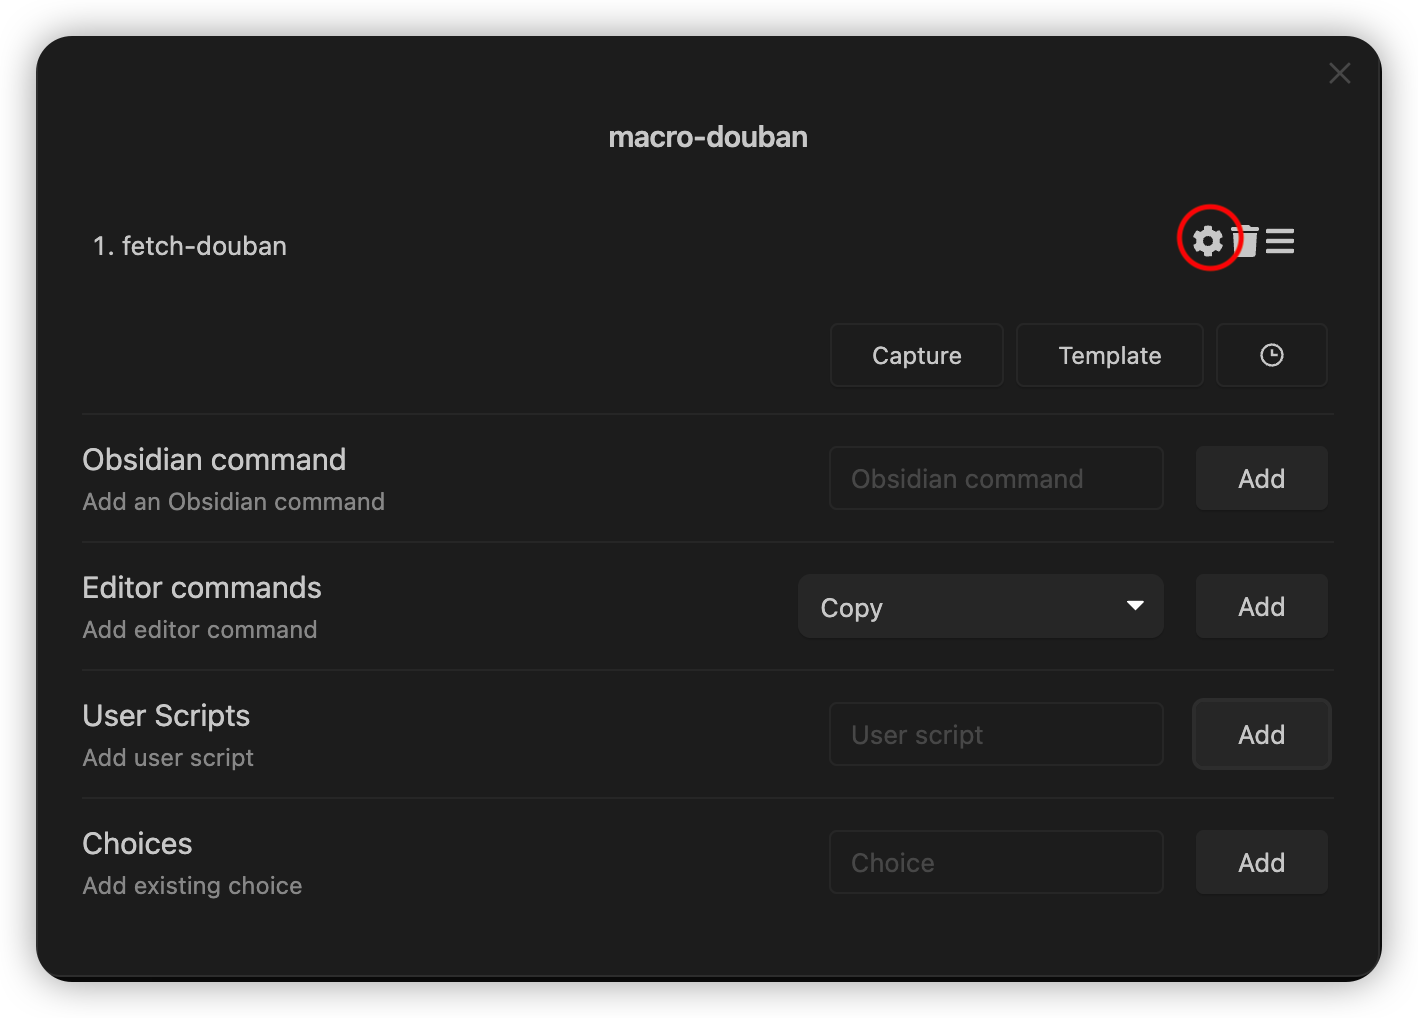 macro-douban
1. fetch-douban
Capture
Template
Obsidian command
Add an Obsidian command
Obsidian command
Add
Editor commands
Add editor command
Copy
Add
User Scripts
Add user script
User script
Add
Choices
Add existing choice
Choice
Add